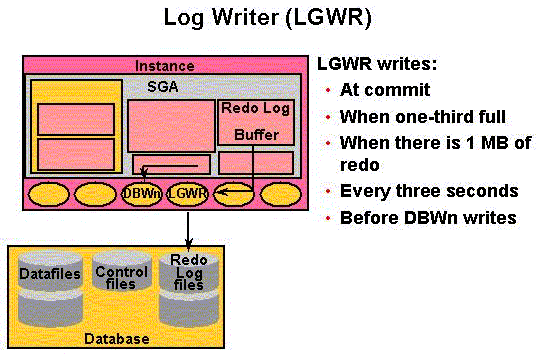 Log Writer (LGWR)
Instance
SGA
Redo Log
Buffer
DBWn
LGWR
Datafiles
Control
files
Redo
Log
files
Database
LGWR writes:
• At commit
• When one-third full
• When there is 1 MB of
redo
• Every three seconds
• Before DBWn writes